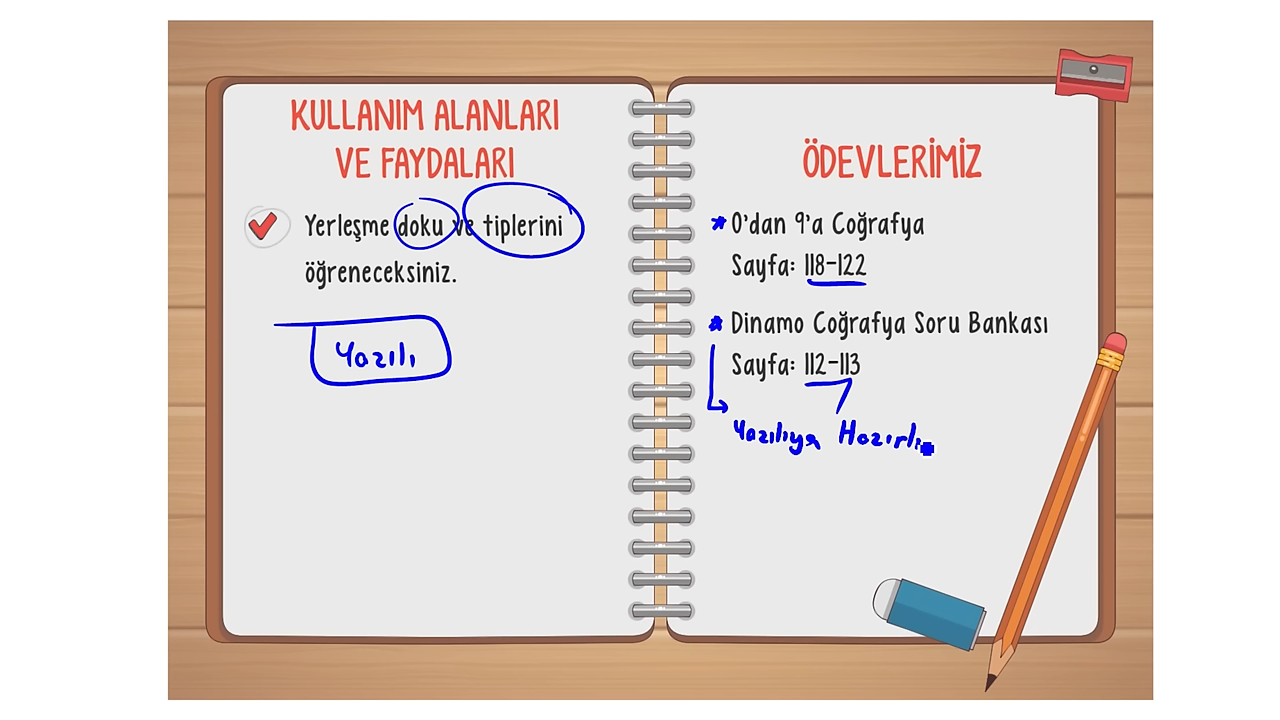 KULLANIM ALANLARI
VE FAYDALARI
Yerleşme doku ve tiplerini
öğreneceksiniz.
Yazılı
ÖDEVLERİMİZ
0'dan 9'a Coğrafya
Sayfa: 118-122
Dinamo Coğrafya Soru Bankası
Sayfa: 112-113
Yazılıya Hazırlı